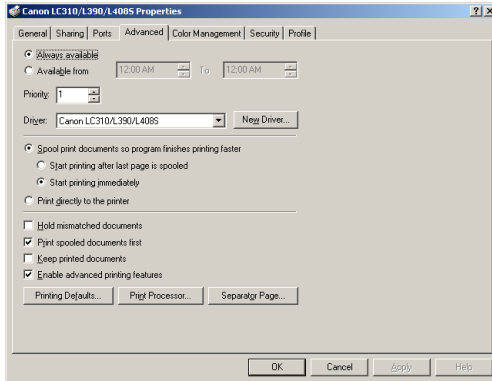 Canon LC310/L390/L408S Properties
General Sharing Ports Advanced Color Management Security Profile
Always available
Available from 12:00 AM To 12:00 AM
Priority: 1
Driver: Canon LC310/L390/L408S New Driver...
Spool print documents so program finishes printing faster
Start printing after last page is spooled
Start printing immediately
Print directly to the printer
Hold mismatched documents
Print spooled documents first
Keep printed documents
Enable advanced printing features
Printing Defaults... Print Processor... Separator Page...
OK Cancel Apply Help